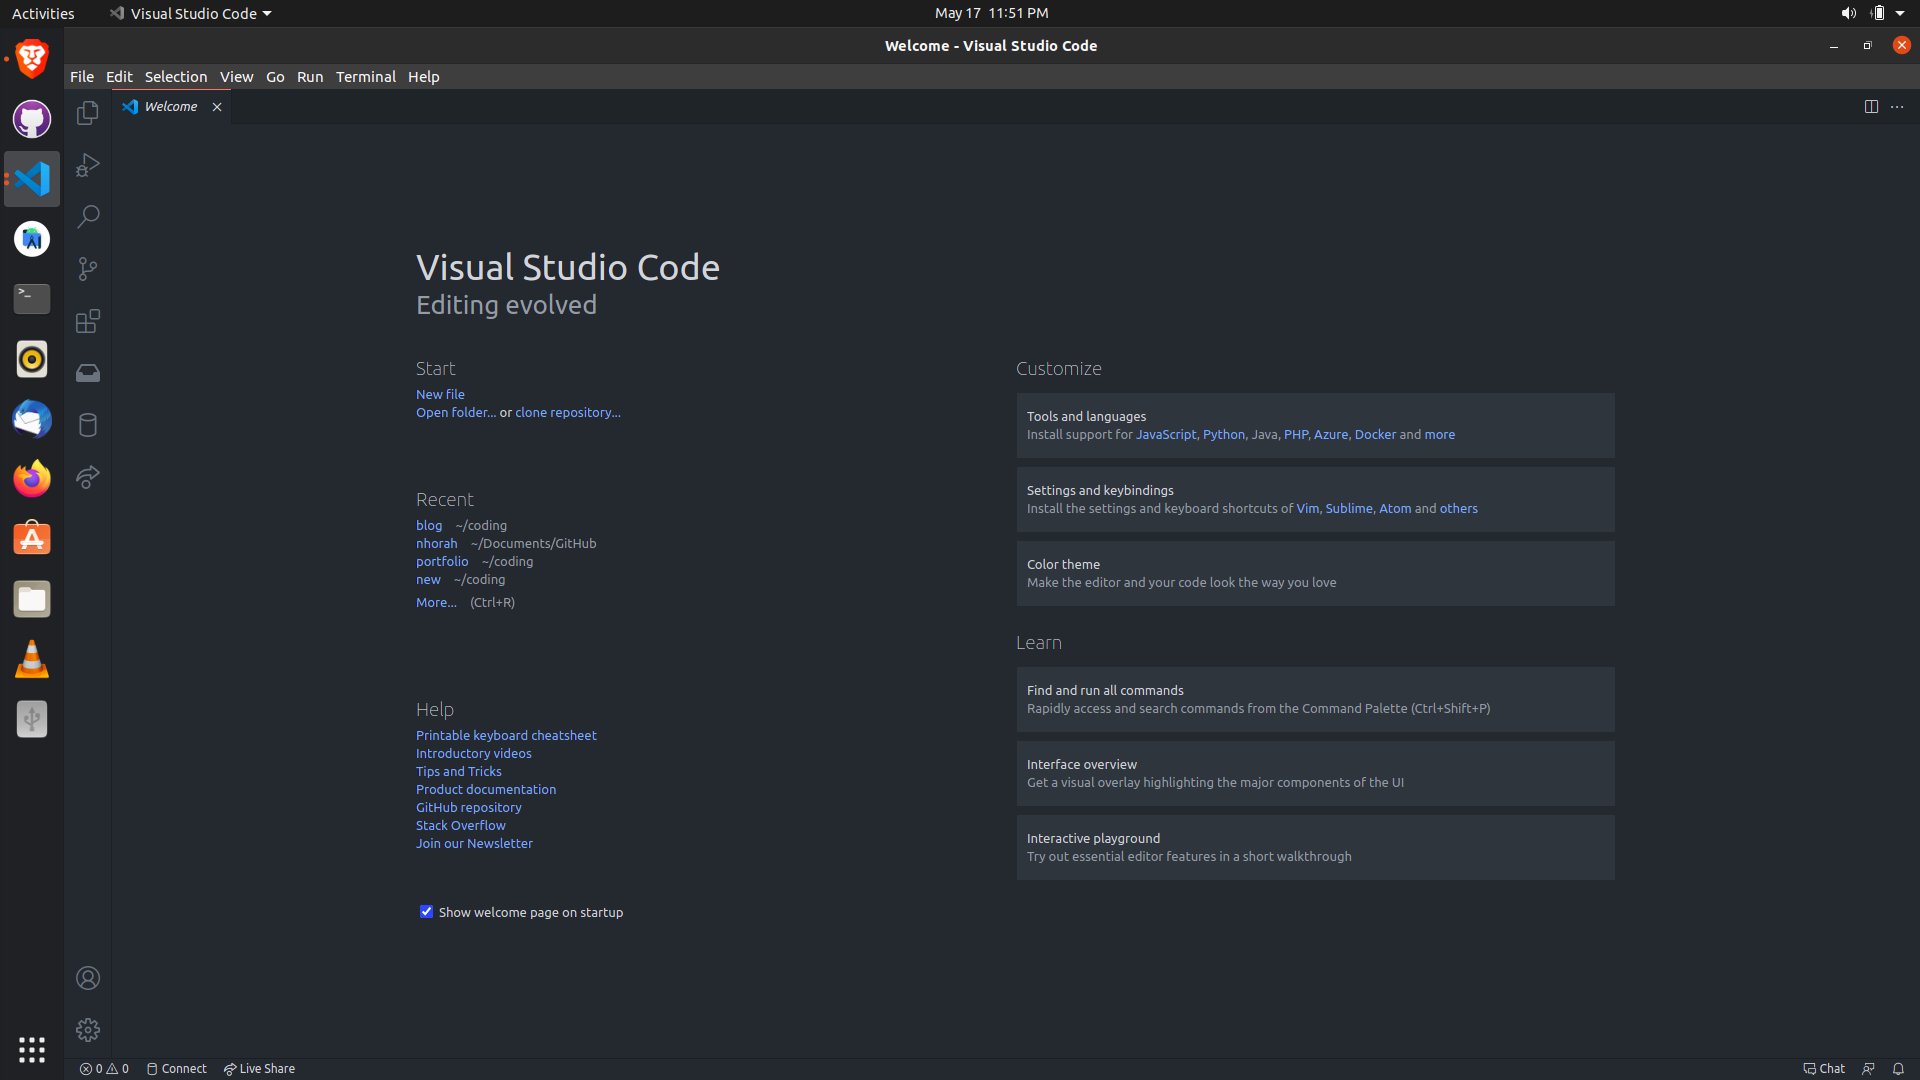 Activities
Visual Studio Code
May 17 11:51 PM
Welcome - Visual Studio Code
File Edit Selection View Go Run Terminal Help
Welcome
Visual Studio Code
Editing evolved
Start
New file
Open folder... or clone repository...
Recent
blog ~/coding
nhorah ~/Documents/GitHub
portfolio ~/coding
new ~/coding
More... (Ctrl+R)
Help
Printable keyboard cheatsheet
Introductory videos
Tips and Tricks
Product documentation
GitHub repository
Stack Overflow
Join our Newsletter
Show welcome page on startup
Customize
Tools and languages
Install support for JavaScript, Python, Java, PHP, Azure, Docker and more
Settings and keybindings
Install the settings and keyboard shortcuts of Vim, Sublime, Atom and others
Color theme
Make the editor and your code look the way you love
Learn
Find and run all commands
Rapidly access and search commands from the Command Palette (Ctrl+Shift+P)
Interface overview
Get a visual overlay highlighting the major components of the UI
Interactive playground
Try out essential editor features in a short walkthrough
0 0 Connect Live Share
Chat